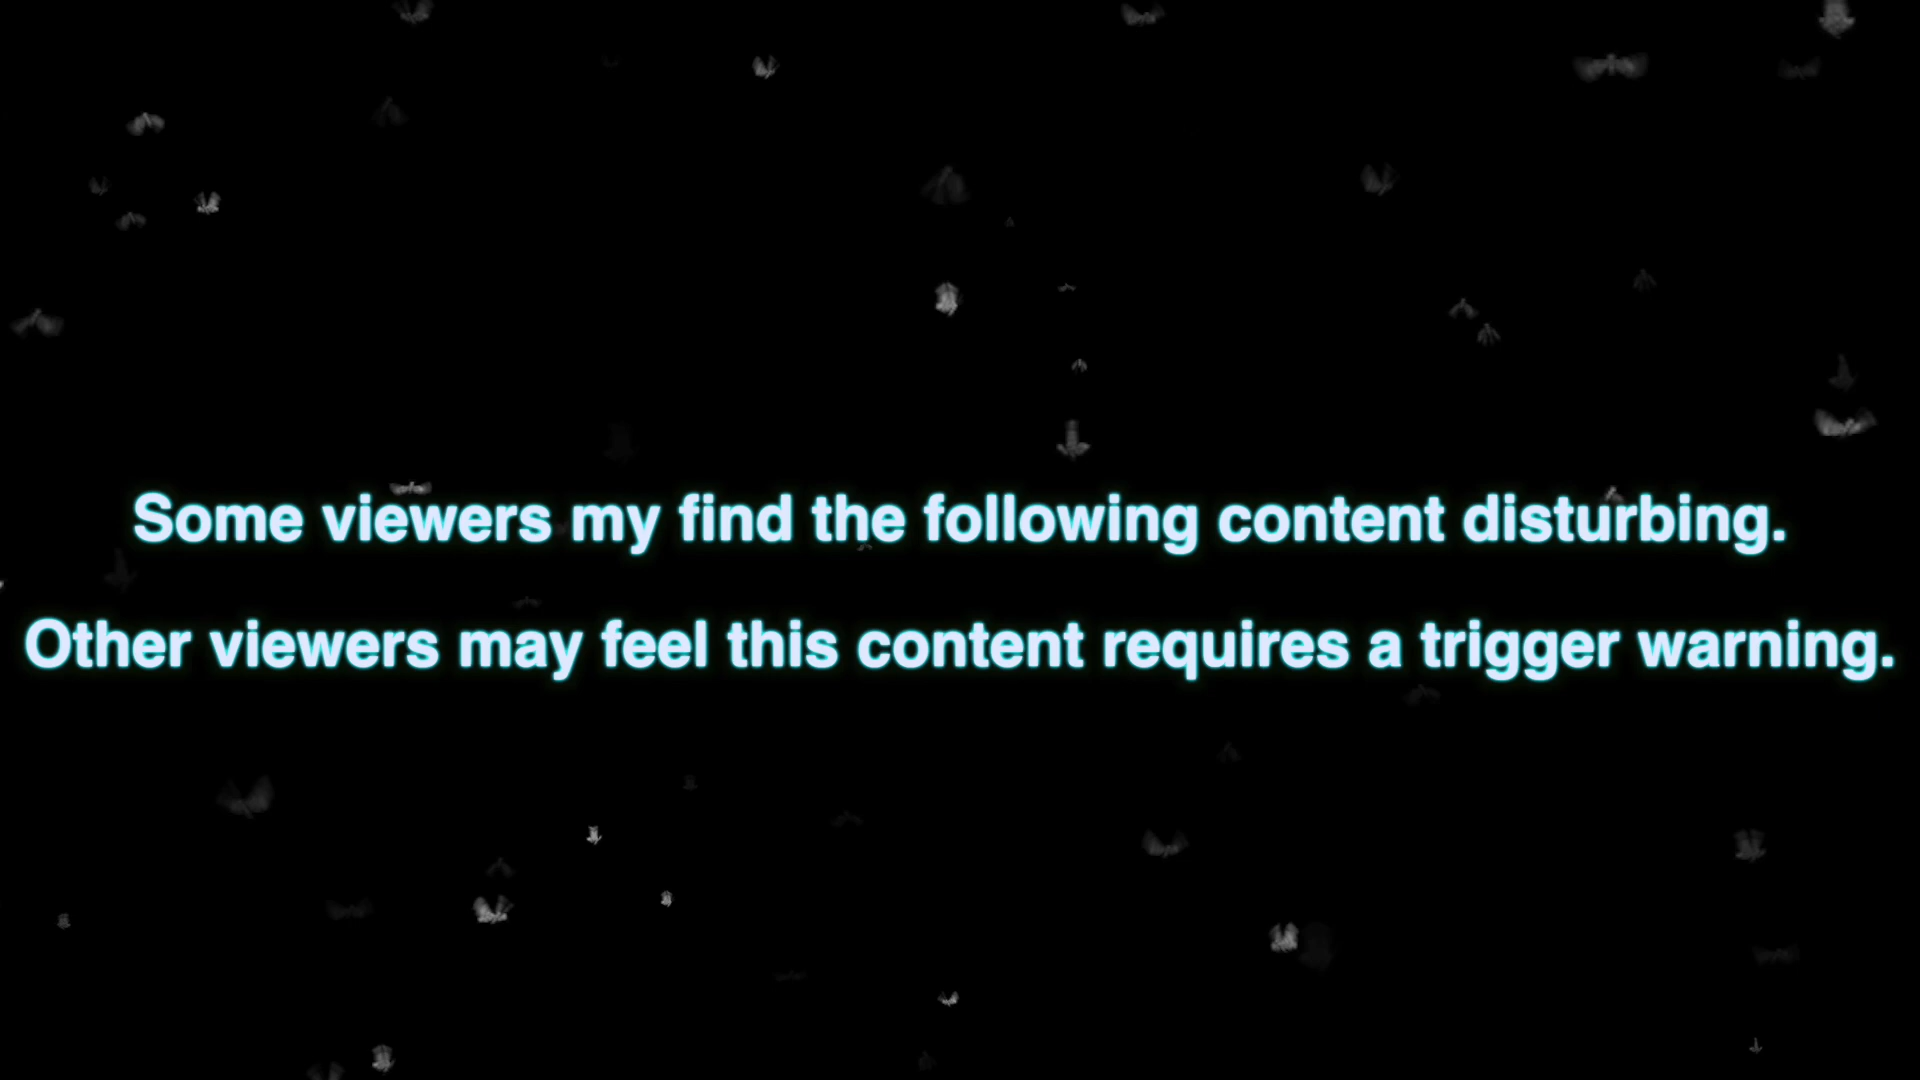 Some viewers my find the following content disturbing.
Other viewers may feel this content requires a trigger warning.